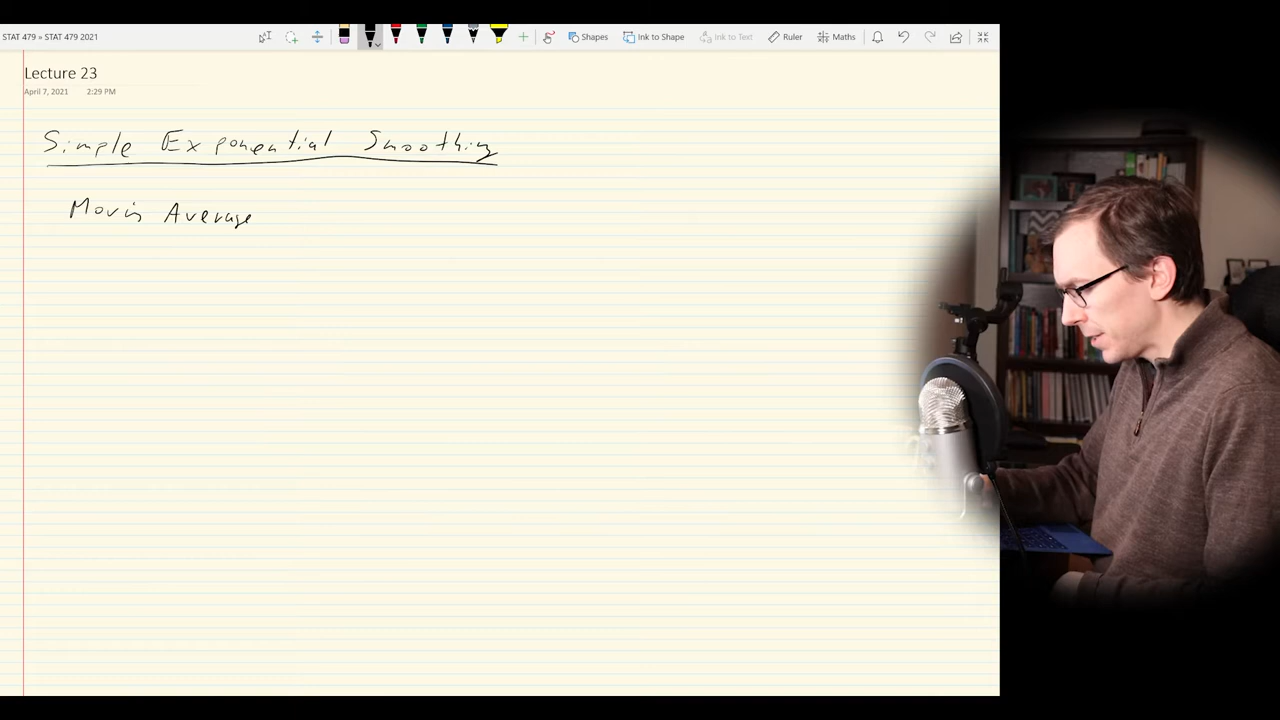 STAT 479 » STAT 479 2021
Shapes Ink to Shape Ink to Text Ruler Maths
Lecture 23
April 7, 2021 2:29 PM
Simple Exponential Smoothing
Movin Average